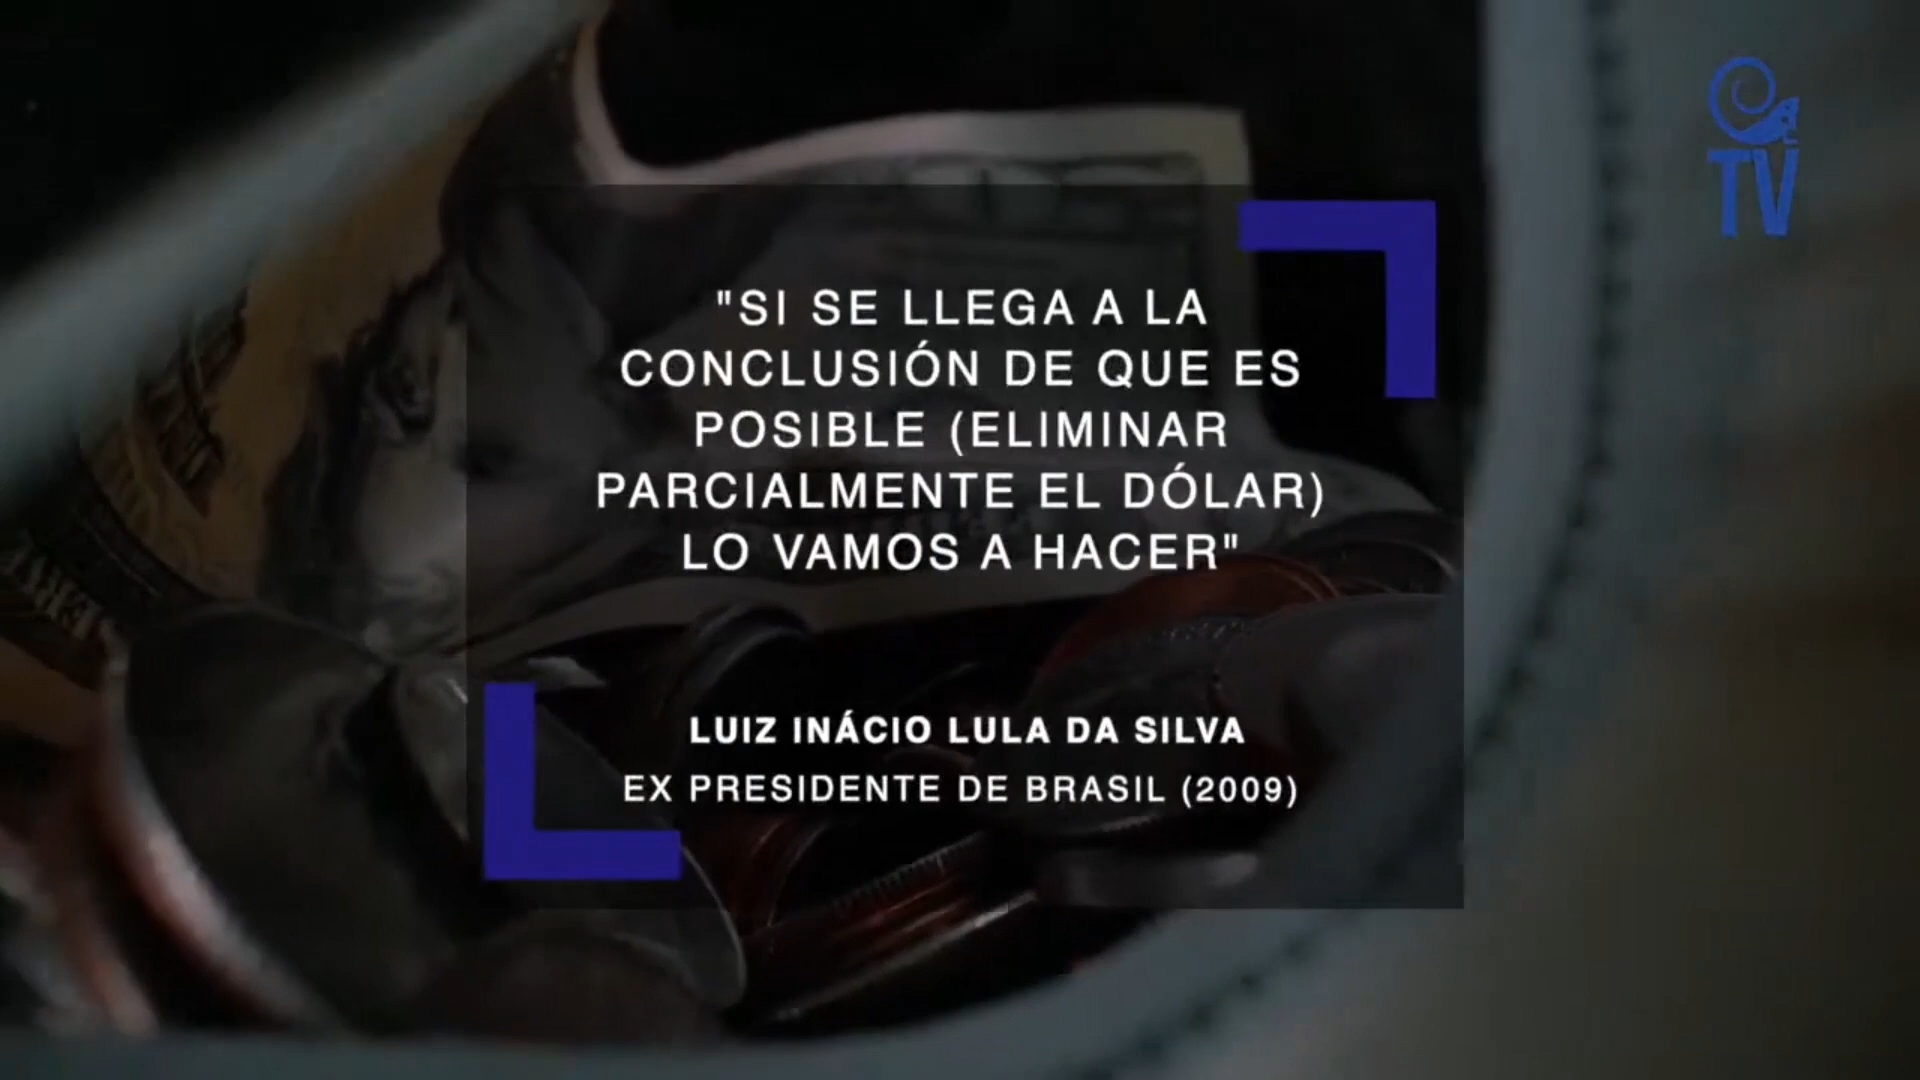 TV
"SI SE LLEGA A LA
CONCLUSIÓN DE QUE ES
POSIBLE (ELIMINAR
PARCIALMENTE EL DÓLAR)
LO VAMOS A HACER"
LUIZ INÁCIO LULA DA SILVA
EX PRESIDENTE DE BRASIL (2009)